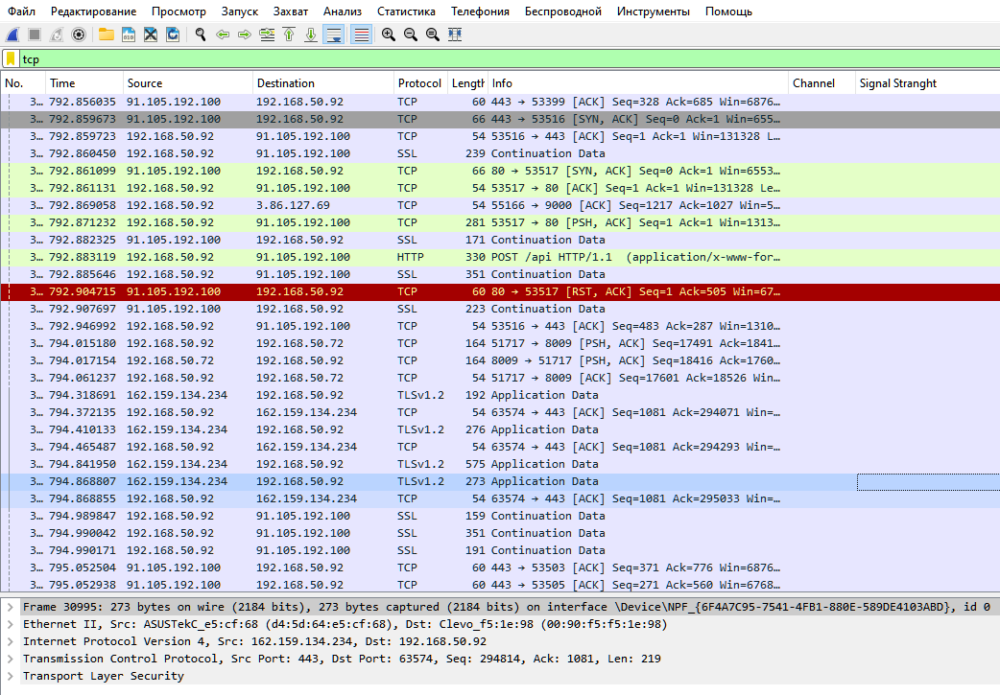 Файл Редактирование Просмотр Запуск Захват Анализ Статистика Телефония Беспроводной Инструменты Помощь
tcp
No. Time Source Destination Protocol Length Info Channel Signal Straght
3… 792.856035 91.105.192.100 192.168.50.92 TCP 60 443 → 53399 [ACK] Seq=328 Ack=685 Win=6876…
3… 792.859673 91.105.192.100 192.168.50.92 TCP 66 443 → 53516 [SYN, ACK] Seq=0 Ack=1 Win=655…
3… 792.859723 192.168.50.92 91.105.192.100 TCP 54 53516 → 443 [ACK] Seq=1 Ack=1 Win=131328 L…
3… 792.860450 192.168.50.92 91.105.192.100 SSL 239 Continuation Data
3… 792.861099 91.105.192.100 192.168.50.92 TCP 66 80 → 53517 [SYN, ACK] Seq=0 Ack=1 Win=6553…
3… 792.861131 192.168.50.92 91.105.192.100 TCP 54 53517 → 80 [ACK] Seq=1 Ack=1 Win=131328 Le…
3… 792.869058 192.168.50.92 3.86.127.69 TCP 54 55166 → 9000 [ACK] Seq=1217 Ack=1027 Win=5…
3… 792.871232 192.168.50.92 91.105.192.100 TCP 281 53517 → 80 [PSH, ACK] Seq=1 Ack=1 Win=1313…
3… 792.882325 91.105.192.100 192.168.50.92 SSL 171 Continuation Data
3… 792.883119 192.168.50.92 91.105.192.100 HTTP 330 POST /api HTTP/1.1 (application/x-www-for…
3… 792.885646 192.168.50.92 91.105.192.100 SSL 351 Continuation Data
3… 792.904715 91.105.192.100 192.168.50.92 TCP 60 80 → 53517 [RST, ACK] Seq=1 Ack=505 Win=67…
3… 792.907697 91.105.192.100 192.168.50.92 SSL 223 Continuation Data
3… 792.946992 192.168.50.92 91.105.192.100 TCP 54 53516 → 443 [ACK] Seq=483 Ack=287 Win=1310…
3… 794.015180 192.168.50.92 192.168.50.72 TCP 164 51717 → 8009 [PSH, ACK] Seq=17491 Ack=1841…
3… 794.017154 192.168.50.72 192.168.50.92 TCP 164 8009 → 51717 [PSH, ACK] Seq=18416 Ack=1760…
3… 794.061237 192.168.50.92 192.168.50.72 TCP 54 51717 → 8009 [ACK] Seq=17601 Ack=18526 Win…
3… 794.318691 162.159.134.234 192.168.50.92 TLSv1.2 192 Application Data
3… 794.372135 192.168.50.92 162.159.134.234 TCP 54 63574 → 443 [ACK] Seq=1081 Ack=294071 Win=…
3… 794.410133 162.159.134.234 192.168.50.92 TLSv1.2 276 Application Data
3… 794.465487 192.168.50.92 162.159.134.234 TCP 54 63574 → 443 [ACK] Seq=1081 Ack=294293 Win=…
3… 794.841950 162.159.134.234 192.168.50.92 TLSv1.2 575 Application Data
3… 794.868807 162.159.134.234 192.168.50.92 TLSv1.2 273 Application Data
3… 794.868855 192.168.50.92 162.159.134.234 TCP 54 63574 → 443 [ACK] Seq=1081 Ack=295033 Win=…
3… 794.989847 192.168.50.92 91.105.192.100 SSL 159 Continuation Data
3… 794.990042 192.168.50.92 91.105.192.100 SSL 351 Continuation Data
3… 794.990171 192.168.50.92 91.105.192.100 SSL 191 Continuation Data
3… 795.052504 91.105.192.100 192.168.50.92 TCP 60 443 → 53503 [ACK] Seq=371 Ack=776 Win=6876…
3… 795.052938 91.105.192.100 192.168.50.92 TCP 60 443 → 53505 [ACK] Seq=271 Ack=560 Win=6768…
Frame 30995: 273 bytes on wire (2184 bits), 273 bytes captured (2184 bits) on interface \Device\NPF_{6F4A7C95-7541-4FB1-880E-589DE4103ABD}, id 0
Ethernet II, Src: ASUSTekC_e5:cf:68 (d4:5d:64:e5:cf:68), Dst: Clevo_f5:1e:98 (00:90:f5:f5:1e:98)
Internet Protocol Version 4, Src: 162.159.134.234, Dst: 192.168.50.92
Transmission Control Protocol, Src Port: 443, Dst Port: 63574, Seq: 294814, Ack: 1081, Len: 219
Transport Layer Security